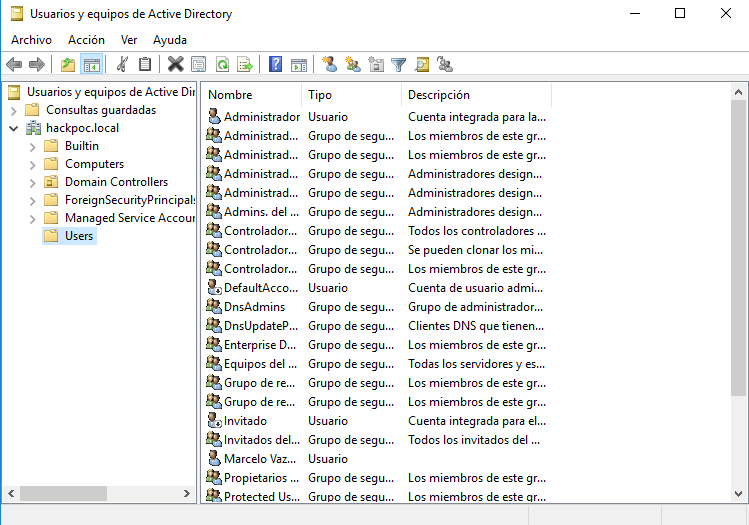 Usuarios y equipos de Active Directory
Archivo Acción Ver Ayuda
Usuarios y equipos de Active Dir
Consultas guardadas
hackpoc.local
Builtin
Computers
Domain Controllers
ForeignSecurityPrincipals
Managed Service Accour
Users
Nombre Tipo Descripción
Administrador Usuario Cuenta integrada para la...
Administrad... Grupo de segu... Los miembros de este gr...
Administrad... Grupo de segu... Los miembros de este gr...
Administrad... Grupo de segu... Administradores design...
Administrad... Grupo de segu... Administradores design...
Admins. del ... Grupo de segu... Administradores design...
Controlador... Grupo de segu... Todos los controladores ...
Controlador... Grupo de segu... Se pueden clonar los mi...
Controlador... Grupo de segu... Los miembros de este gr...
DefaultAcco... Usuario Cuenta de usuario admi...
DnsAdmins Grupo de segu... Grupo de administrador...
DnsUpdateP... Grupo de segu... Clientes DNS que tienen...
Enterprise D... Grupo de segu... Los miembros de este gr...
Equipos del ... Grupo de segu... Todas los servidores y es...
Grupo de re... Grupo de segu... Los miembros de este gr...
Grupo de re... Grupo de segu... Los miembros de este gr...
Invitado Usuario Cuenta integrada para el...
Invitados del... Grupo de segu... Todos los invitados del ...
Marcelo Vaz... Usuario
Propietarios ... Grupo de segu... Los miembros de este gr...
Protected Us... Grupo de segu... Los miembros de este gr...